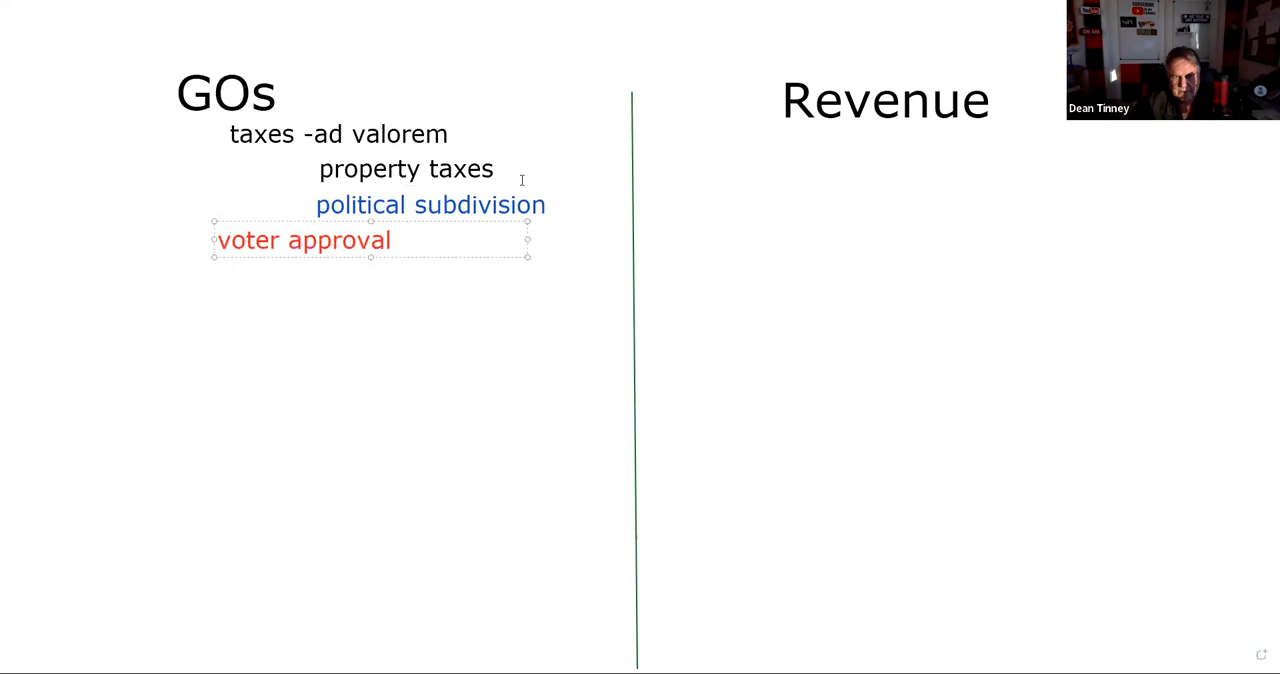 GOs
taxes -ad valorem
property taxes
political subdivision
voter approval
Revenue
Dean Tinney